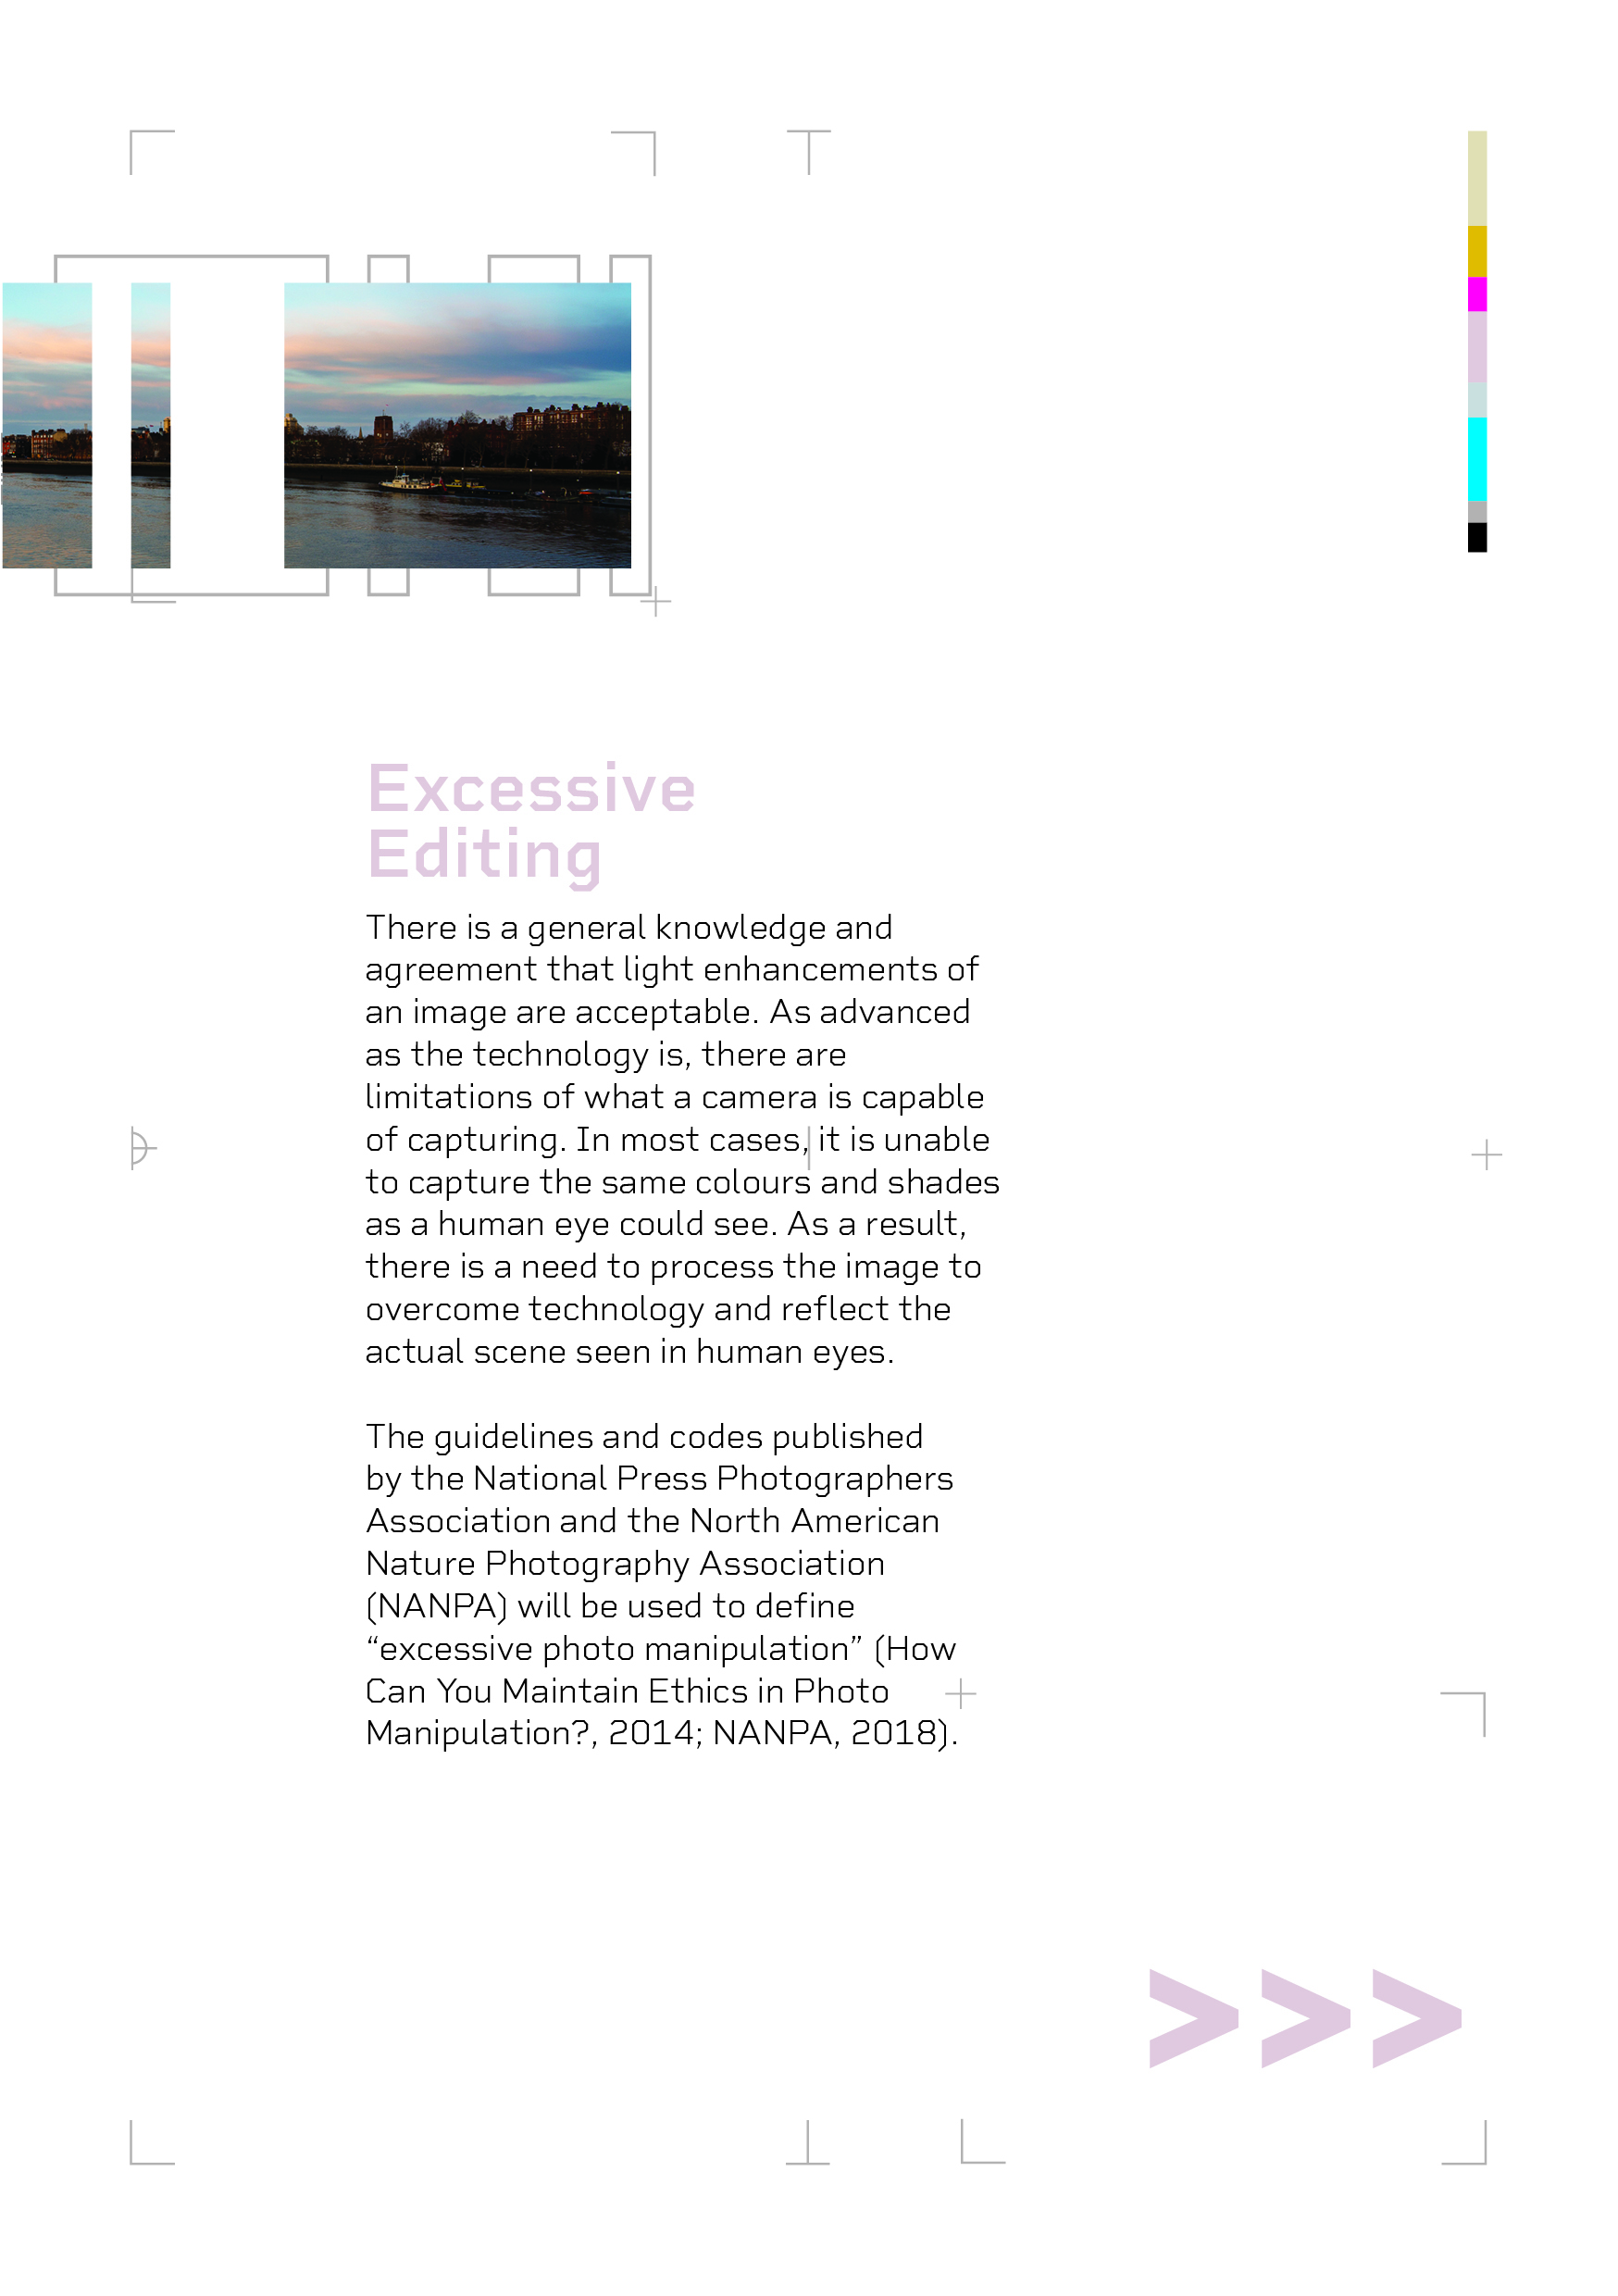 Excessive
Editing
There is a general knowledge and
agreement that light enhancements of
an image are acceptable. As advanced
as the technology is, there are
limitations of what a camera is capable
of capturing. In most cases, it is unable
to capture the same colours and shades
as a human eye could see. As a result,
there is a need to process the image to
overcome technology and reflect the
actual scene seen in human eyes.
The guidelines and codes published
by the National Press Photographers
Association and the North American
Nature Photography Association
(NANPA) will be used to define
“excessive photo manipulation” (How
Can You Maintain Ethics in Photo
Manipulation?, 2014; NANPA, 2018).
>>>